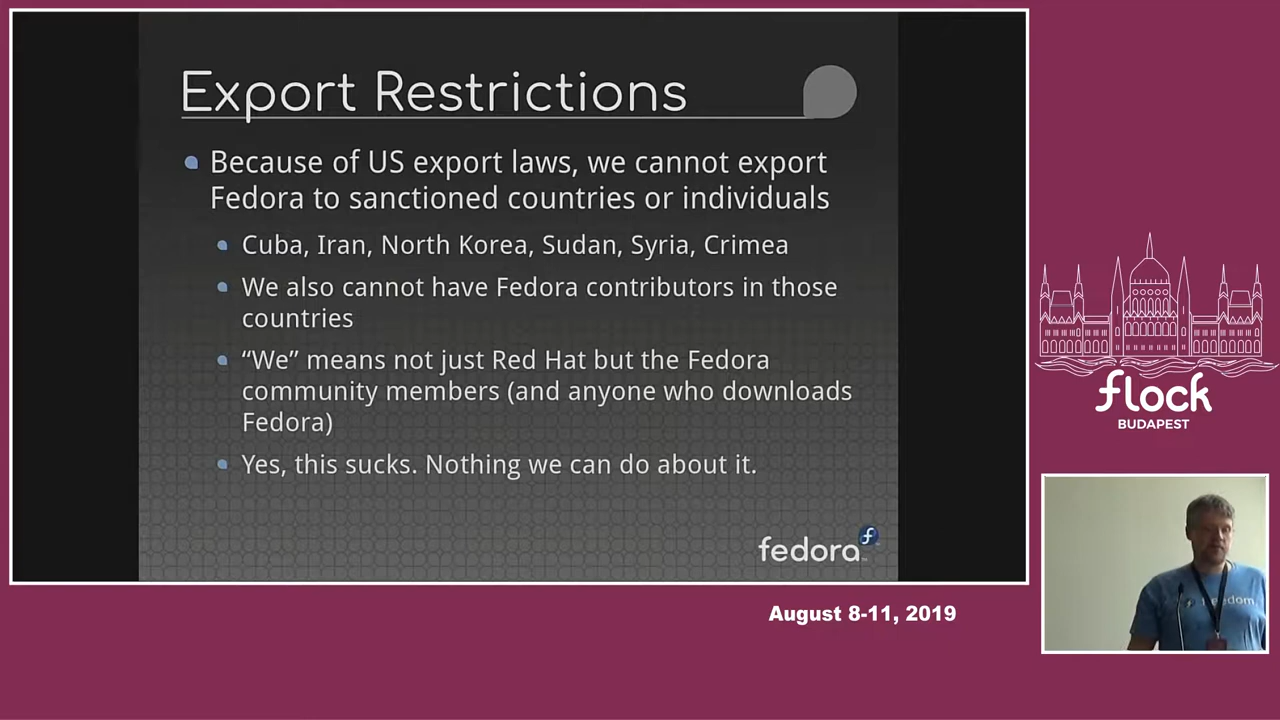 Export Restrictions
Because of US export laws, we cannot export
Fedora to sanctioned countries or individuals
Cuba, Iran, North Korea, Sudan, Syria, Crimea
We also cannot have Fedora contributors in those
countries
“We” means not just Red Hat but the Fedora
community members (and anyone who downloads
Fedora)
Yes, this sucks. Nothing we can do about it.
fedora
flock
BUDAPEST
freedom
August 8-11, 2019